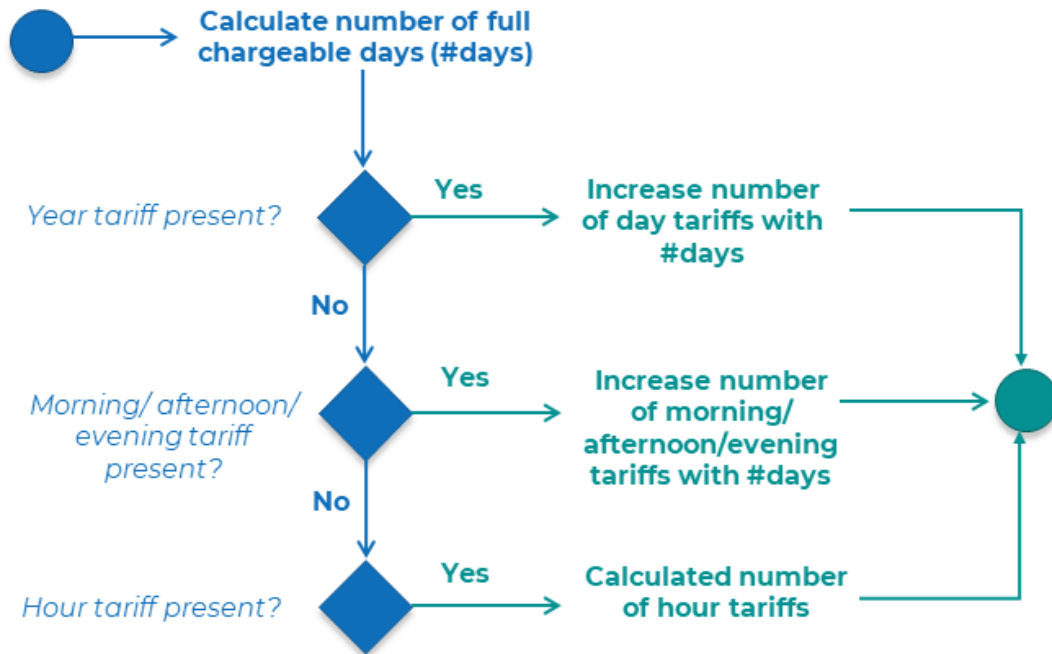 Calculate number of full
chargeable days (#days)
Year tariff present?
Yes
Increase number
of day tariffs with
#days
No
Morning/ afternoon/
evening tariff
present?
Yes
Increase number
of morning/
afternoon/evening
tariffs with #days
No
Hour tariff present?
Yes
Calculated number
of hour tariffs